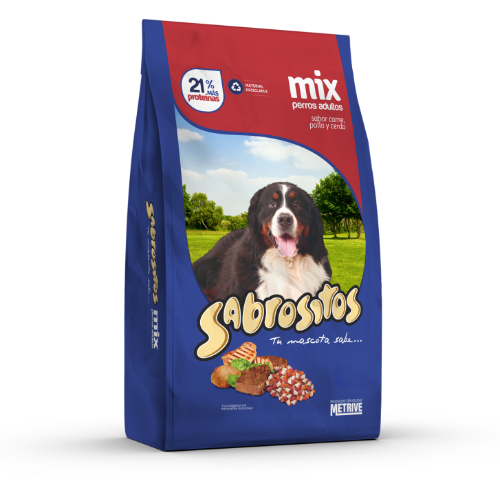 21%
más
proteínas
MATERIAL
RECICLABLE
mix
perros adultos
sabor carne,
pollo y cerdo
Sabrositos
Tu mascota sabe...
METRIVE
Sabrositos mix